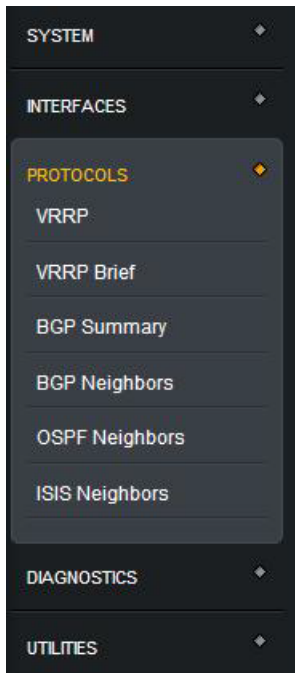 SYSTEM
INTERFACES
PROTOCOLS
VRRP
VRRP Brief
BGP Summary
BGP Neighbors
OSPF Neighbors
ISIS Neighbors
DIAGNOSTICS
UTILITIES